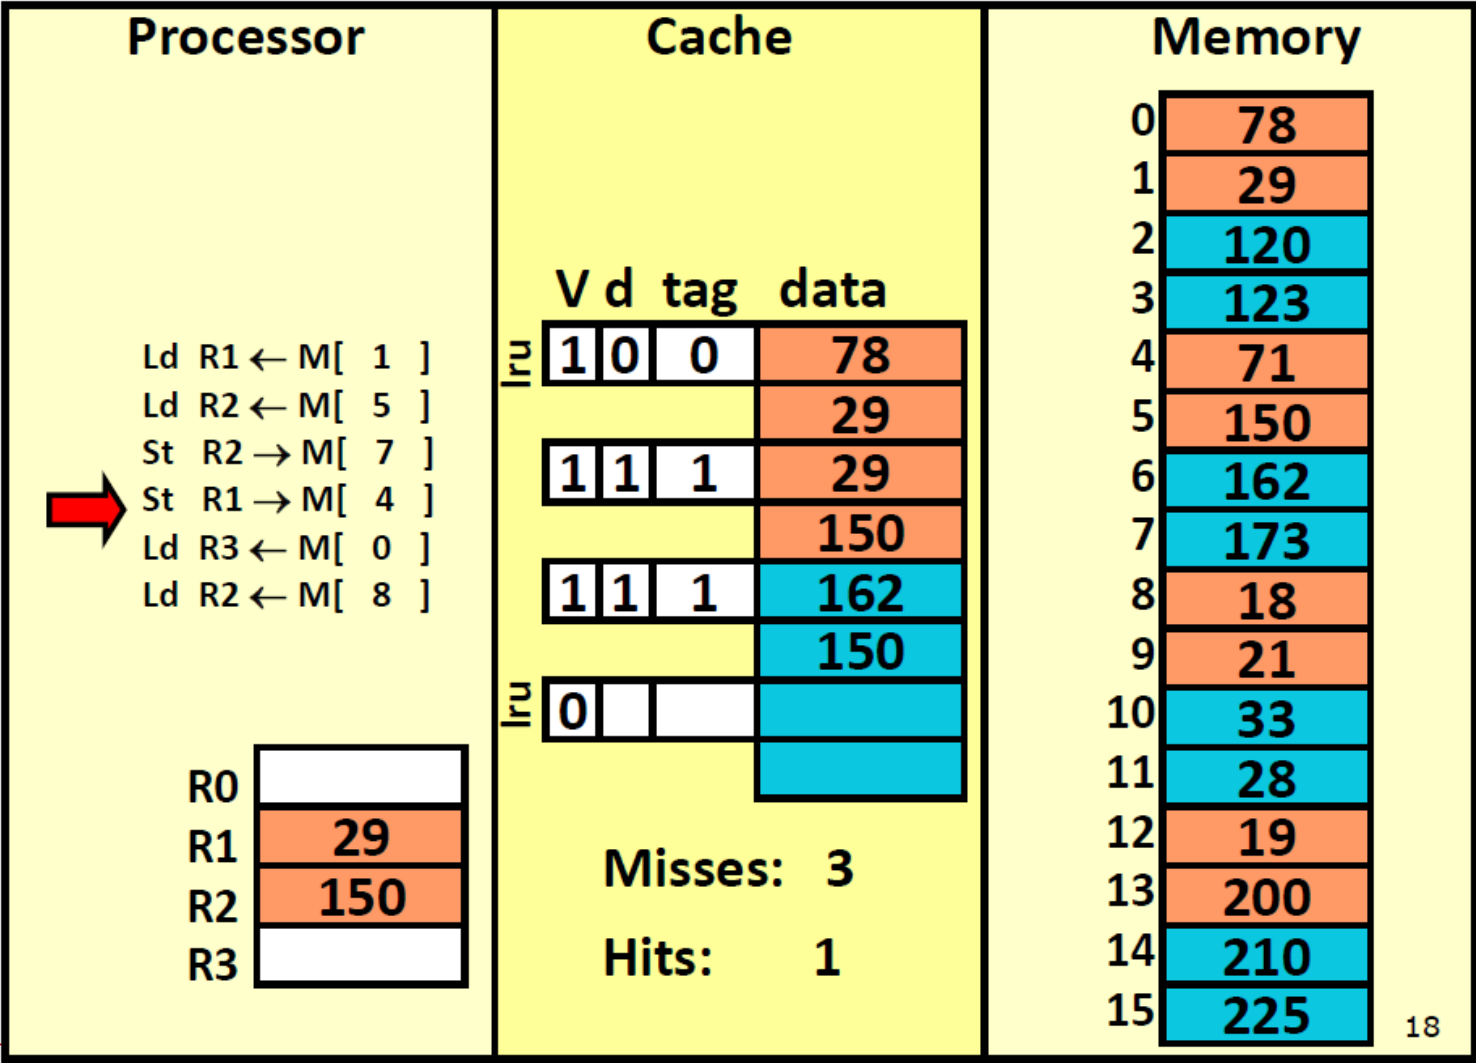 Processor
Ld R1 ← M[ 1 ]
Ld R2 ← M[ 5 ]
St R2 → M[ 7 ]
St R1 → M[ 4 ]
Ld R3 ← M[ 0 ]
Ld R2 ← M[ 8 ]
R0
R1 29
R2 150
R3
Cache
V d tag data
lru 1 0 0 78
29
1 1 1 29
150
1 1 1 162
150
lru 0
Misses: 3
Hits: 1
Memory
0 78
1 29
2 120
3 123
4 71
5 150
6 162
7 173
8 18
9 21
10 33
11 28
12 19
13 200
14 210
15 225
18